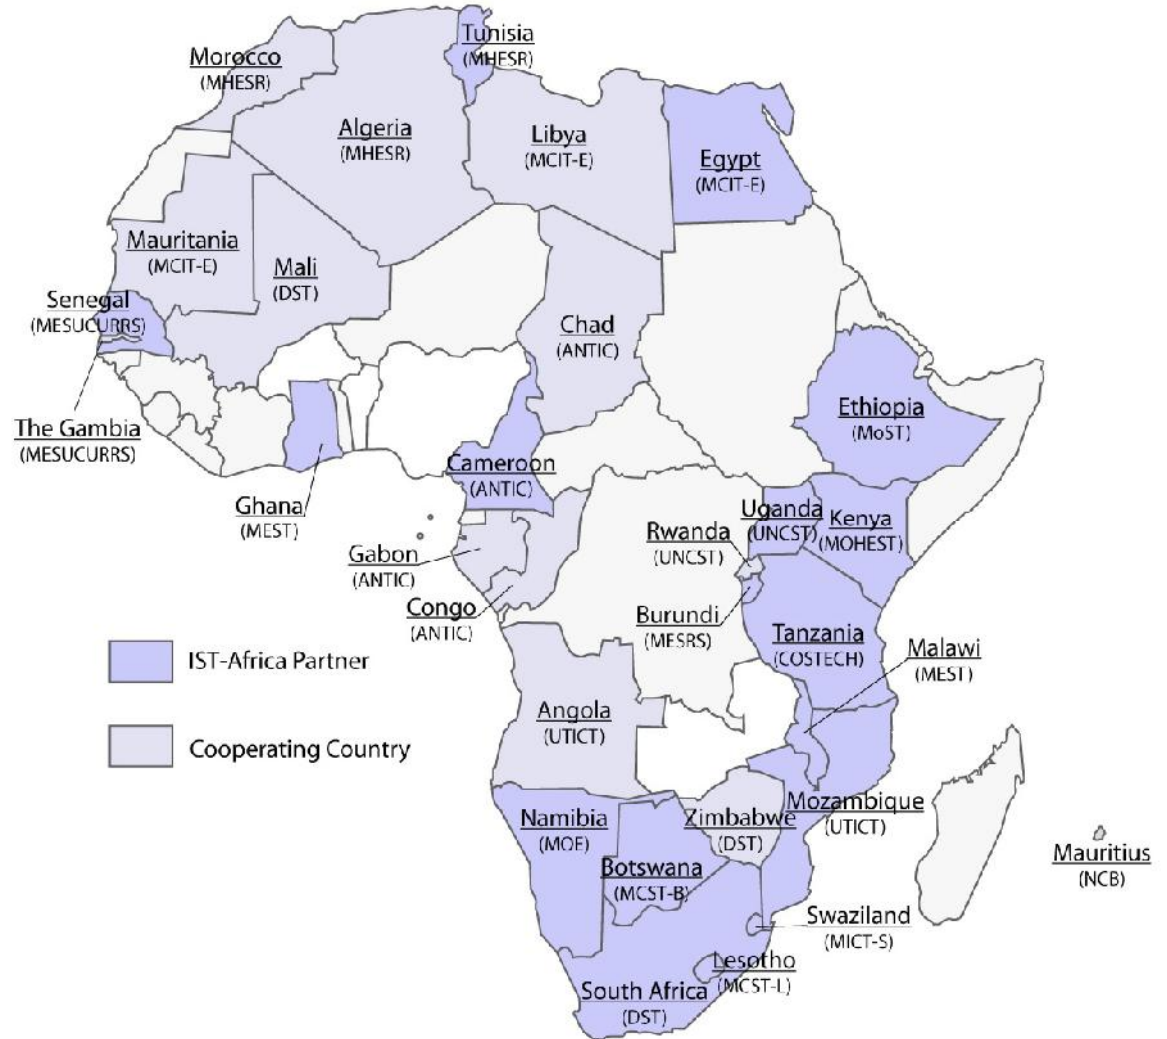 Tunisia
(MHESR)
Morocco
(MHESR)
Algeria
(MHESR)
Libya
(MCIT-E)
Egypt
(MCIT-E)
Mauritania
(MCIT-E)
Mali
(DST)
Senegal
(MESUCURRS)
Chad
(ANTIC)
The Gambia
(MESUCURRS)
Ethiopia
(MoST)
Ghana
(MEST)
Cameroon
(ANTIC)
Uganda
(UNCST)
Kenya
(MOHEST)
Rwanda
(UNCST)
Gabon
(ANTIC)
Congo
(ANTIC)
Burundi
(MESRS)
Tanzania
(COSTECH)
Malawi
(MEST)
IST-Africa Partner
Cooperating Country
Angola
(UTICT)
Namibia
(MOE)
Zimbabwe
(DST)
Mozambique
(UTICT)
Botswana
(MCST-B)
Mauritius
(NCB)
Swaziland
(MICT-S)
Lesotho
(MCST-L)
South Africa
(DST)